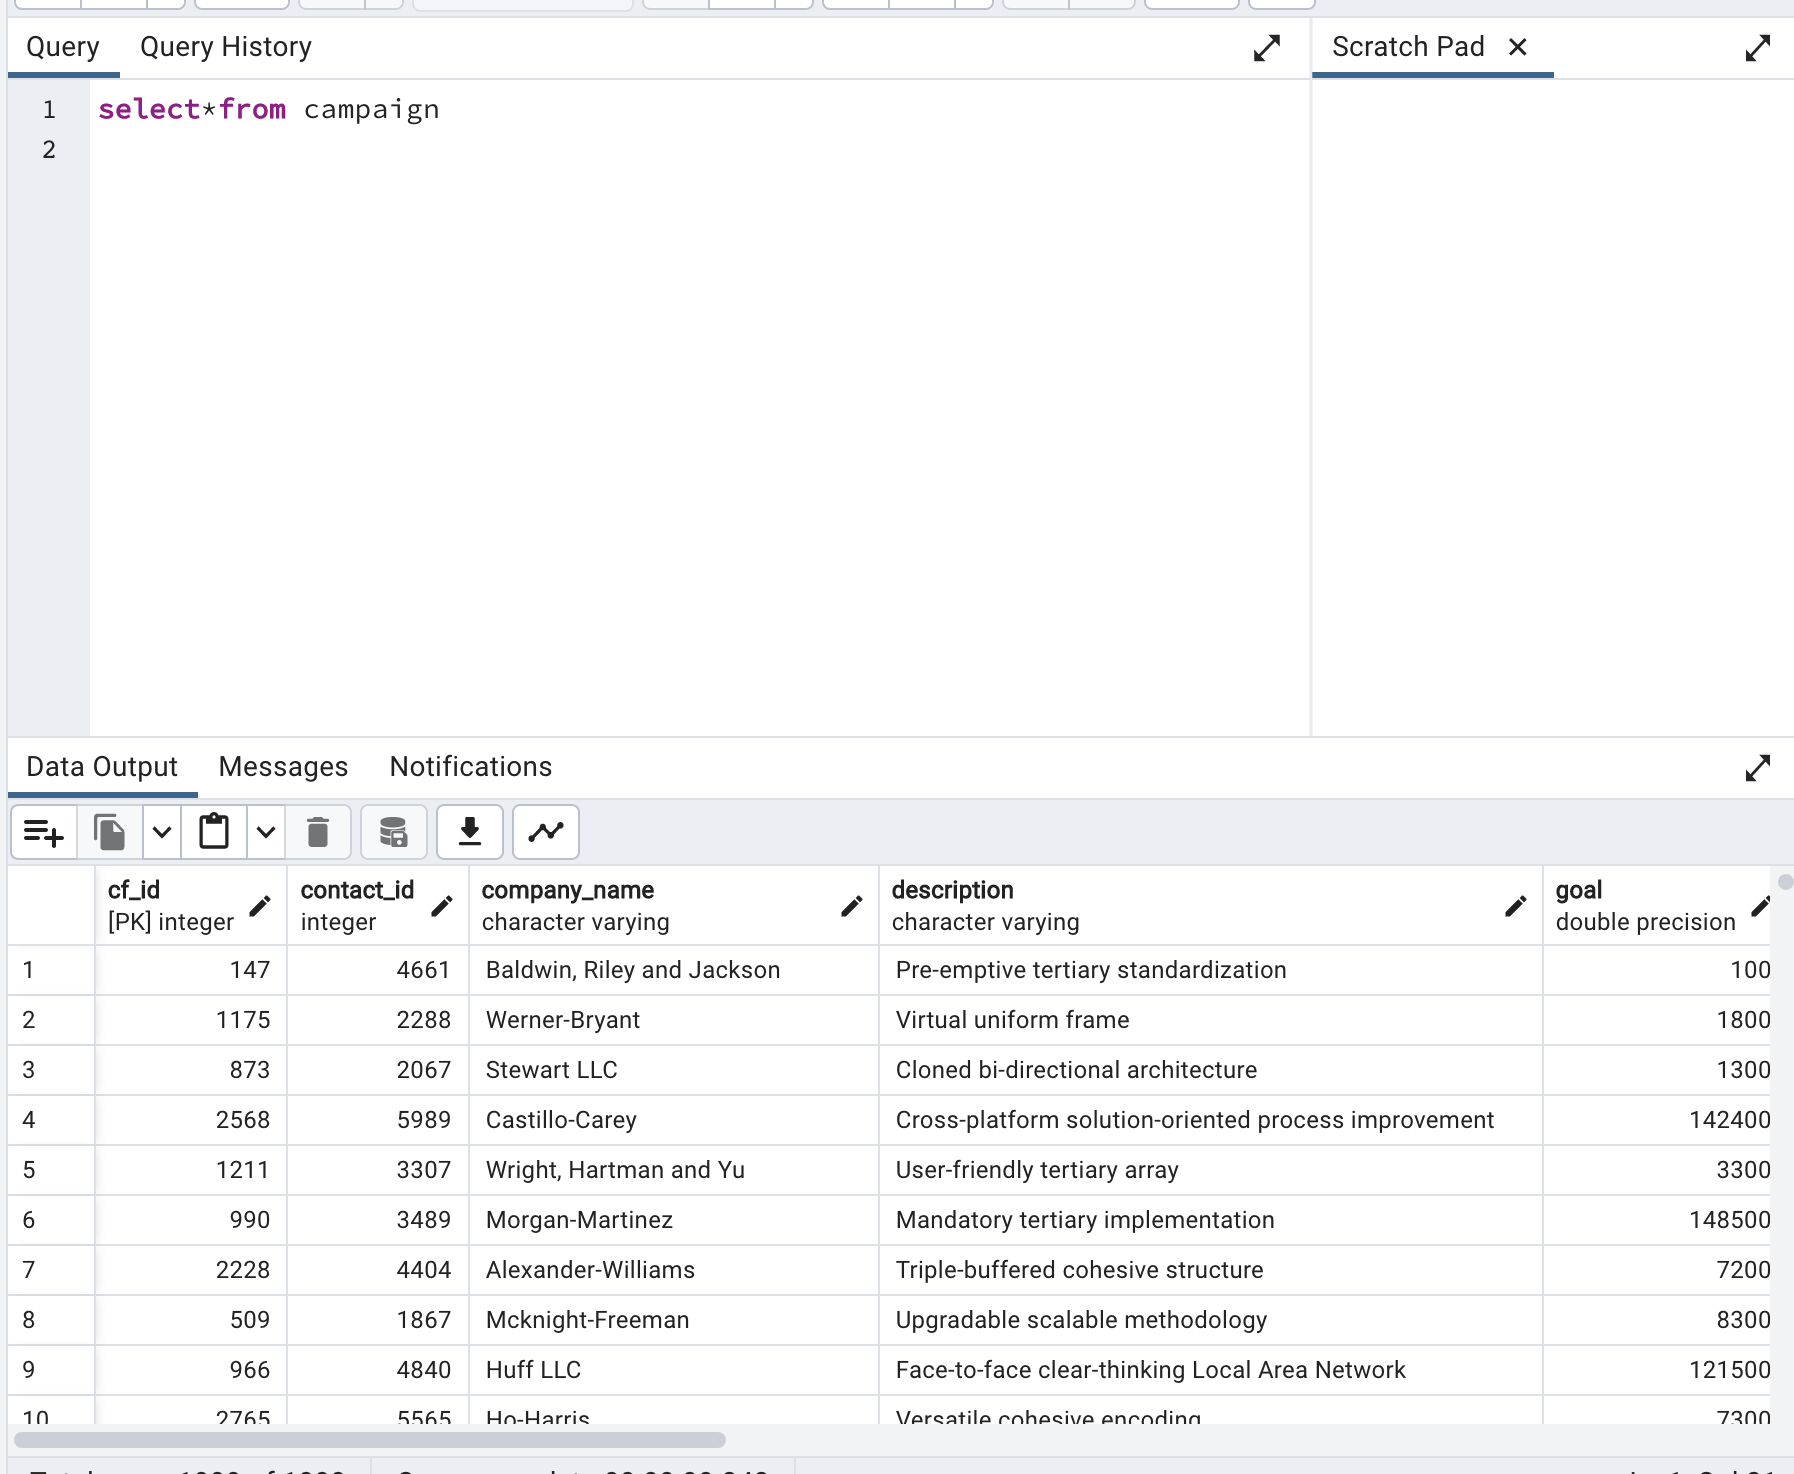 Query Query History Scratch Pad
1 select*from campaign
2
Data Output Messages Notifications
cf_id contact_id company_name description goal
[PK] integer integer character varying character varying double precision
1 147 4661 Baldwin, Riley and Jackson Pre-emptive tertiary standardization 100
2 1175 2288 Werner-Bryant Virtual uniform frame 1800
3 873 2067 Stewart LLC Cloned bi-directional architecture 1300
4 2568 5989 Castillo-Carey Cross-platform solution-oriented process improvement 142400
5 1211 3307 Wright, Hartman and Yu User-friendly tertiary array 3300
6 990 3489 Morgan-Martinez Mandatory tertiary implementation 148500
7 2228 4404 Alexander-Williams Triple-buffered cohesive structure 7200
8 509 1867 Mcknight-Freeman Upgradable scalable methodology 8300
9 966 4840 Huff LLC Face-to-face clear-thinking Local Area Network 121500
10 2765 5565 Ho-Harris Versatile cohesive encoding 7300